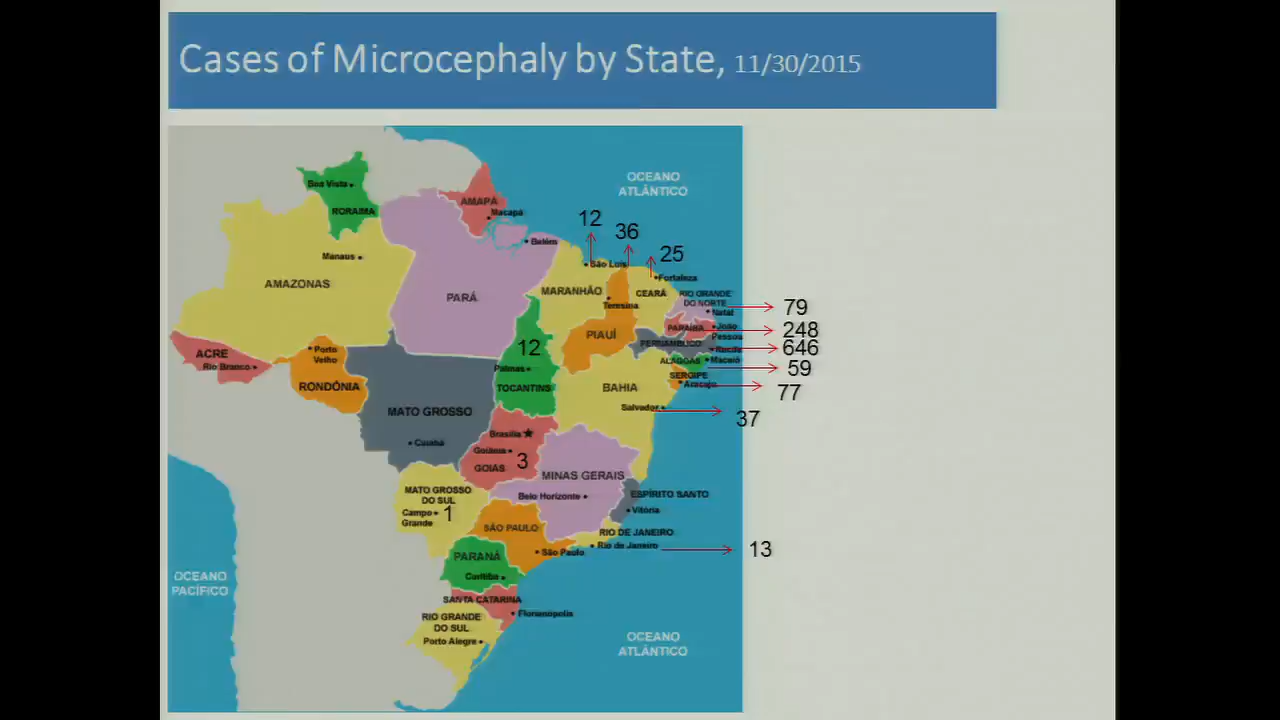 Cases of Microcephaly by State, 11/30/2015
OCEANO
ATLÂNTICO
Boa Vista
RORAIMA
AMAPÁ
Macapá
12
36
25
Belém
Manaus
São Luís
Fortaleza
AMAZONAS
PARÁ
MARANHÃO
CEARÁ
RIO GRANDE
DO NORTE
Natal
79
Teresina
PARAÍBA
João
Pessoa
248
PIAUÍ
PERNAMBUCO
Recife
646
ACRE
Rio Branco
Porto
Velho
12
Palmas
ALAGOAS
Maceió
59
SERGIPE
Aracaju
77
RONDÔNIA
TOCANTINS
BAHIA
MATO GROSSO
Salvador
37
Cuiabá
Brasília
Goiânia
GOIÁS
3
MINAS GERAIS
MATO GROSSO
DO SUL
Campo
Grande
1
Belo Horizonte
ESPÍRITO SANTO
Vitória
SÃO PAULO
RIO DE JANEIRO
Rio de Janeiro
13
São Paulo
PARANÁ
Curitiba
OCEANO
PACÍFICO
SANTA CATARINA
Florianópolis
RIO GRANDE
DO SUL
Porto Alegre
OCEANO
ATLÂNTICO